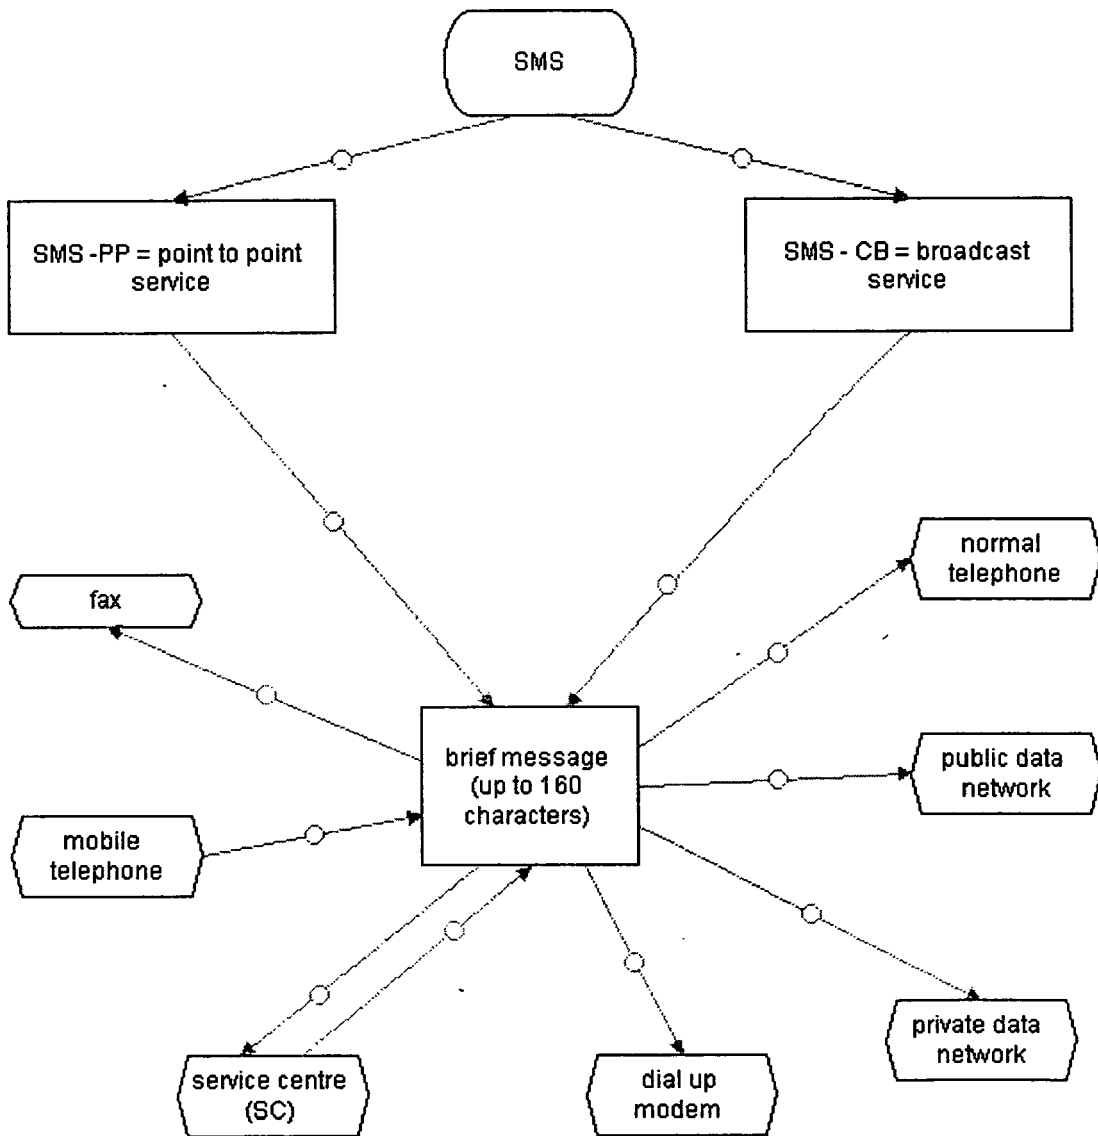 SMS
SMS -PP = point to point
service
SMS - CB = broadcast
service
normal
telephone
fax
brief message
(up to 160
characters)
public data
network
mobile
telephone
private data
network
service centre
(SC)
dial up
modem